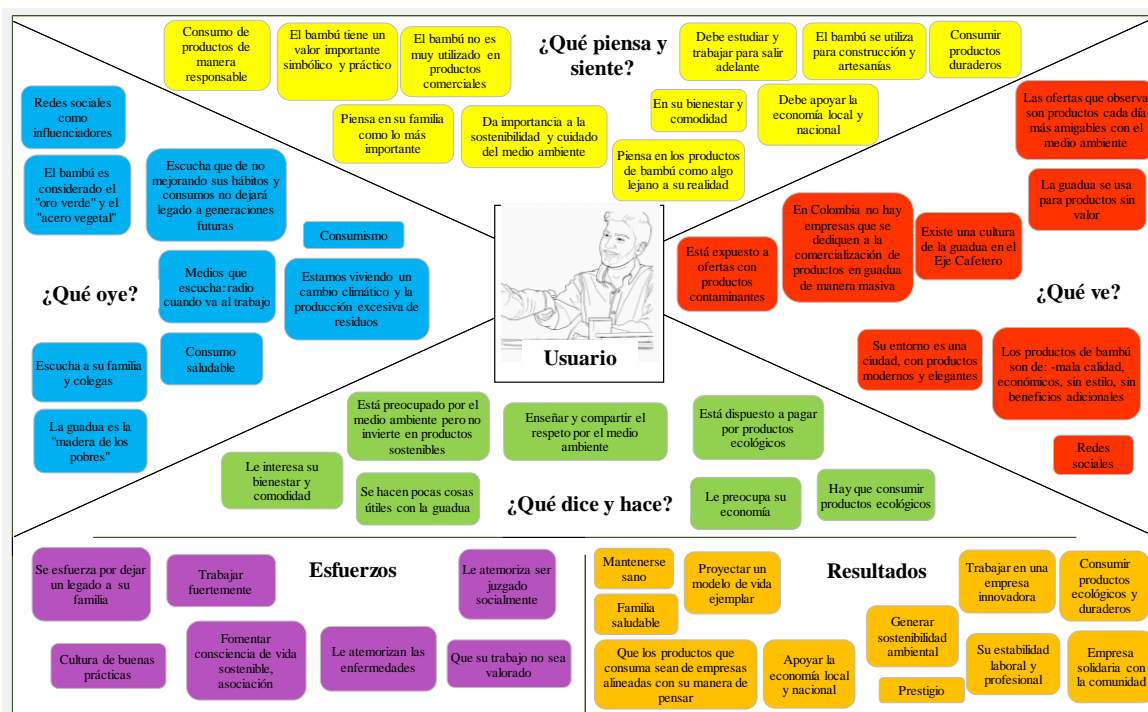 ¿Qué piensa y
siente?
Consumo de
productos de
manera
responsable
El bambú tiene un
valor importante
simbólico y práctico
El bambú no es
muy utilizado en
productos
comerciales
Debe estudiar y
trabajar para salir
adelante
El bambú se utiliza
para construcción y
artesanías
Consumir
productos
duraderos
Piensa en su familia
como lo más
importante
Da importancia a la
sostenibilidad y cuidado
del medio ambiente
En su bienestar y
comodidad
Debe apoyar la
economía local y
nacional
Piensa en los productos
de bambú como algo
lejano a su realidad
Redes sociales
como
influenciadores
El bambú es
considerado el
"oro verde" y el
"acero vegetal"
Escucha que de no
mejorando sus hábitos y
consumos no dejará
legado a generaciones
futuras
Consumismo
¿Qué oye?
Medios que
escucha: radio
cuando va al trabajo
Estamos viviendo un
cambio climático y la
producción excesiva de
residuos
Escucha a su familia
y colegas
Consumo
saludable
La guadua es la
"madera de los
pobres"
Usuario
Las ofertas que observa
son productos cada día
más amigables con el
medio ambiente
La guadua se usa
para productos sin
valor
En Colombia no hay
empresas que se
dediquen a la
comercialización de
productos en guadua
de manera masiva
Existe una cultura
de la guadua en el
Eje Cafetero
Está expuesto a
ofertas con
productos
contaminantes
¿Qué ve?
Su entorno es una
ciudad, con productos
modernos y elegantes
Los productos de bambú
son de: -mala calidad,
económicos, sin estilo, sin
beneficios adicionales
Redes
sociales
Está preocupado por el
medio ambiente pero no
invierte en productos
sostenibles
Enseñar y compartir el
respeto por el medio
ambiente
Está dispuesto a pagar
por productos
ecológicos
Le interesa su
bienestar y
comodidad
Se hacen pocas cosas
útiles con la guadua
¿Qué dice y hace?
Le preocupa su
economía
Hay que consumir
productos ecológicos
Esfuerzos
Se esfuerza por dejar
un legado a su
familia
Trabajar
fuertemente
Le atemoriza ser
juzgado
socialmente
Cultura de buenas
prácticas
Fomentar
consciencia de vida
sostenible,
asociación
Le atemorizan las
enfermedades
Que su trabajo no sea
valorado
Resultados
Mantenerse
sano
Familia
saludable
Proyectar un
modelo de vida
ejemplar
Trabajar en una
empresa
innovadora
Consumir
productos
ecológicos y
duraderos
Que los productos que
consuma sean de empresas
alineadas con su manera de
pensar
Apoyar la
economía local
y nacional
Generar
sostenibilidad
ambiental
Prestigio
Su estabilidad
laboral y
profesional
Empresa
solidaria con
la comunidad